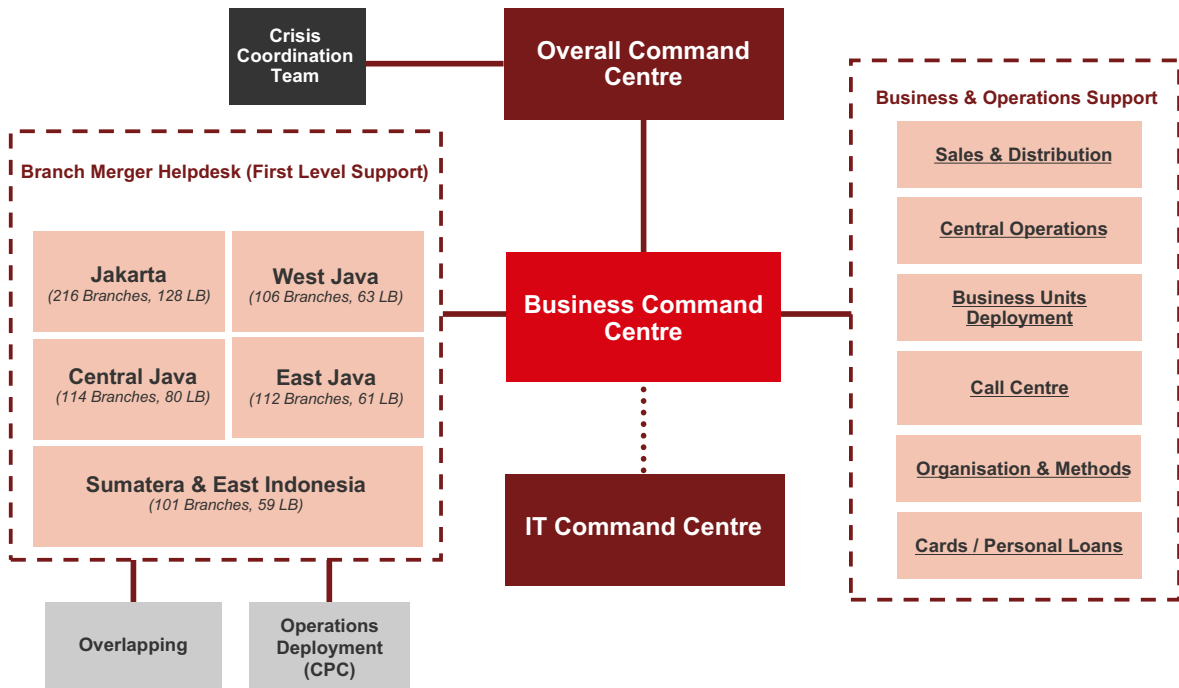 Crisis
Coordination
Team
Overall Command
Centre
Branch Merger Helpdesk (First Level Support)
Jakarta
(216 Branches, 128 LB)
West Java
(106 Branches, 63 LB)
Central Java
(114 Branches, 80 LB)
East Java
(112 Branches, 61 LB)
Sumatera & East Indonesia
(101 Branches, 59 LB)
Overlapping
Operations
Deployment
(CPC)
Business Command
Centre
IT Command Centre
Business & Operations Support
Sales & Distribution
Central Operations
Business Units
Deployment
Call Centre
Organisation & Methods
Cards / Personal Loans